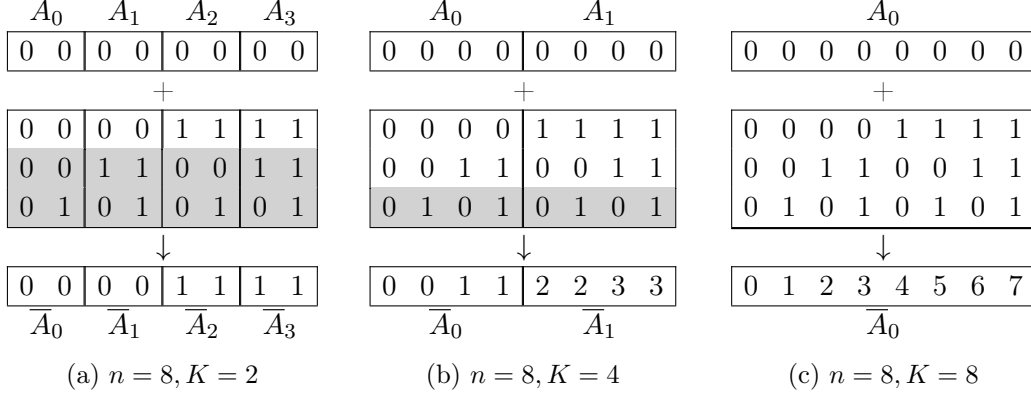 A0 A1 A2 A3
0 0 0 0 0 0 0 0
+
0 0 0 0 1 1 1 1
0 0 1 1 0 0 1 1
0 1 0 1 0 1 0 1
↓
0 0 0 0 1 1 1 1
A̅0 A̅1 A̅2 A̅3
(a) n = 8, K = 2
A0 A1
0 0 0 0 0 0 0 0
+
0 0 0 0 1 1 1 1
0 0 1 1 0 0 1 1
0 1 0 1 0 1 0 1
↓
0 0 1 1 2 2 3 3
A̅0 A̅1
(b) n = 8, K = 4
A0
0 0 0 0 0 0 0 0
+
0 0 0 0 1 1 1 1
0 0 1 1 0 0 1 1
0 1 0 1 0 1 0 1
↓
0 1 2 3 4 5 6 7
A̅0
(c) n = 8, K = 8